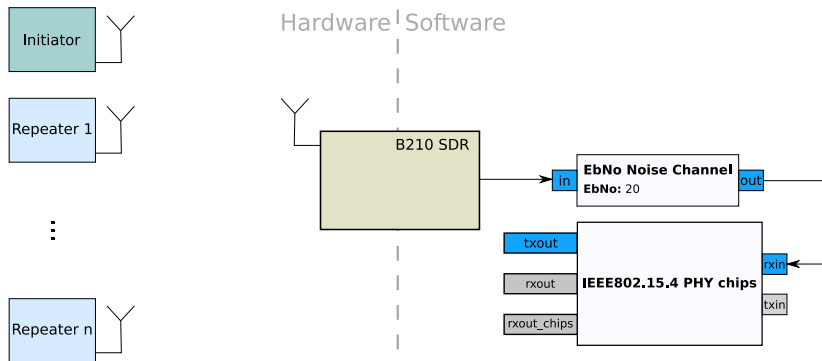 Hardware Software
Initiator
Repeater 1
B210 SDR
EbNo Noise Channel
in
out
EbNo: 20
txout
rxout
IEEE802.15.4 PHY chips
rxin
txin
rxout_chips
...
Repeater n